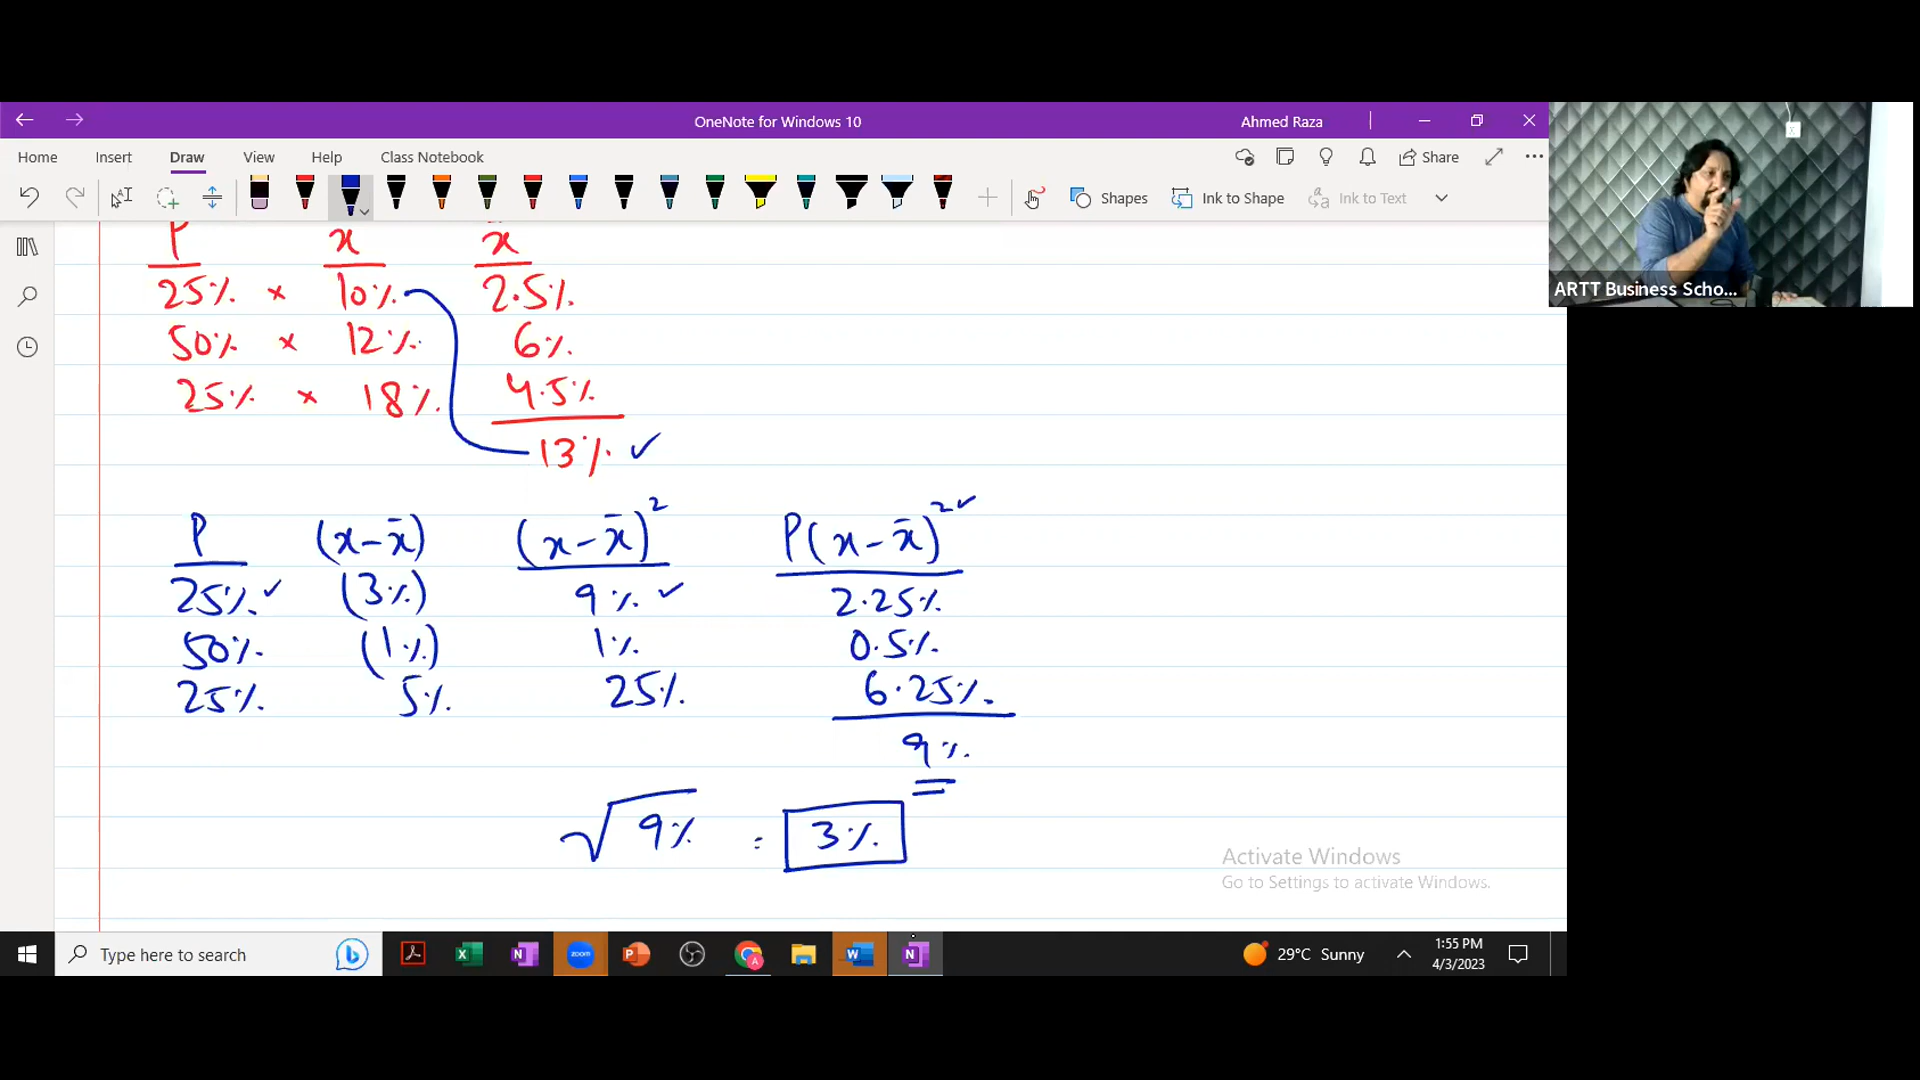 OneNote for Windows 10
Ahmed Raza
Home Insert Draw View Help Class Notebook
Share
Shapes Ink to Shape Ink to Text
ARTT Business Scho...
P x x
25% × 10% 2.5%
50% × 12% 6%
25% × 18% 4.5%
13% ✓
P (x-x̄) (x-x̄)² P(x-x̄)² ✓
25% ✓ (3%) 9% ✓ 2.25%
50% (1%) 1% 0.5%
25% 5% 25% 6.25%
9%
√9% = 3%
Activate Windows
Go to Settings to activate Windows.
Type here to search
zoom
29°C Sunny
1:55 PM
4/3/2023